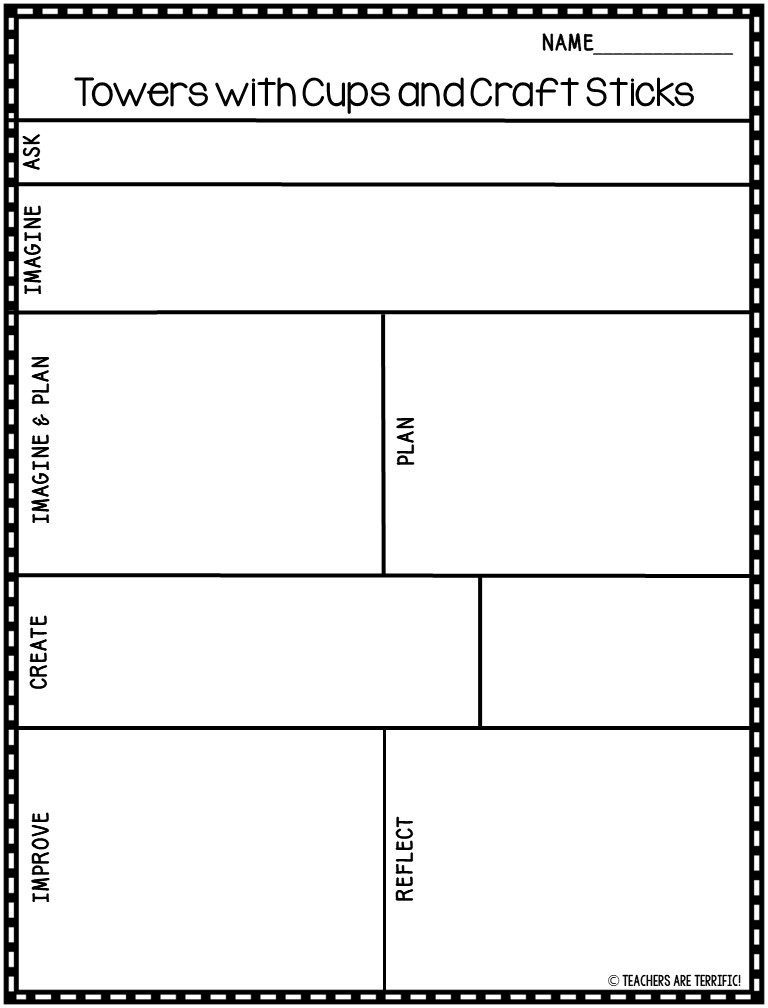 NAME____________
Towers with Cups and Craft Sticks
ASK
IMAGINE
IMAGINE & PLAN
PLAN
CREATE
IMPROVE
REFLECT
© TEACHERS ARE TERRIFIC!